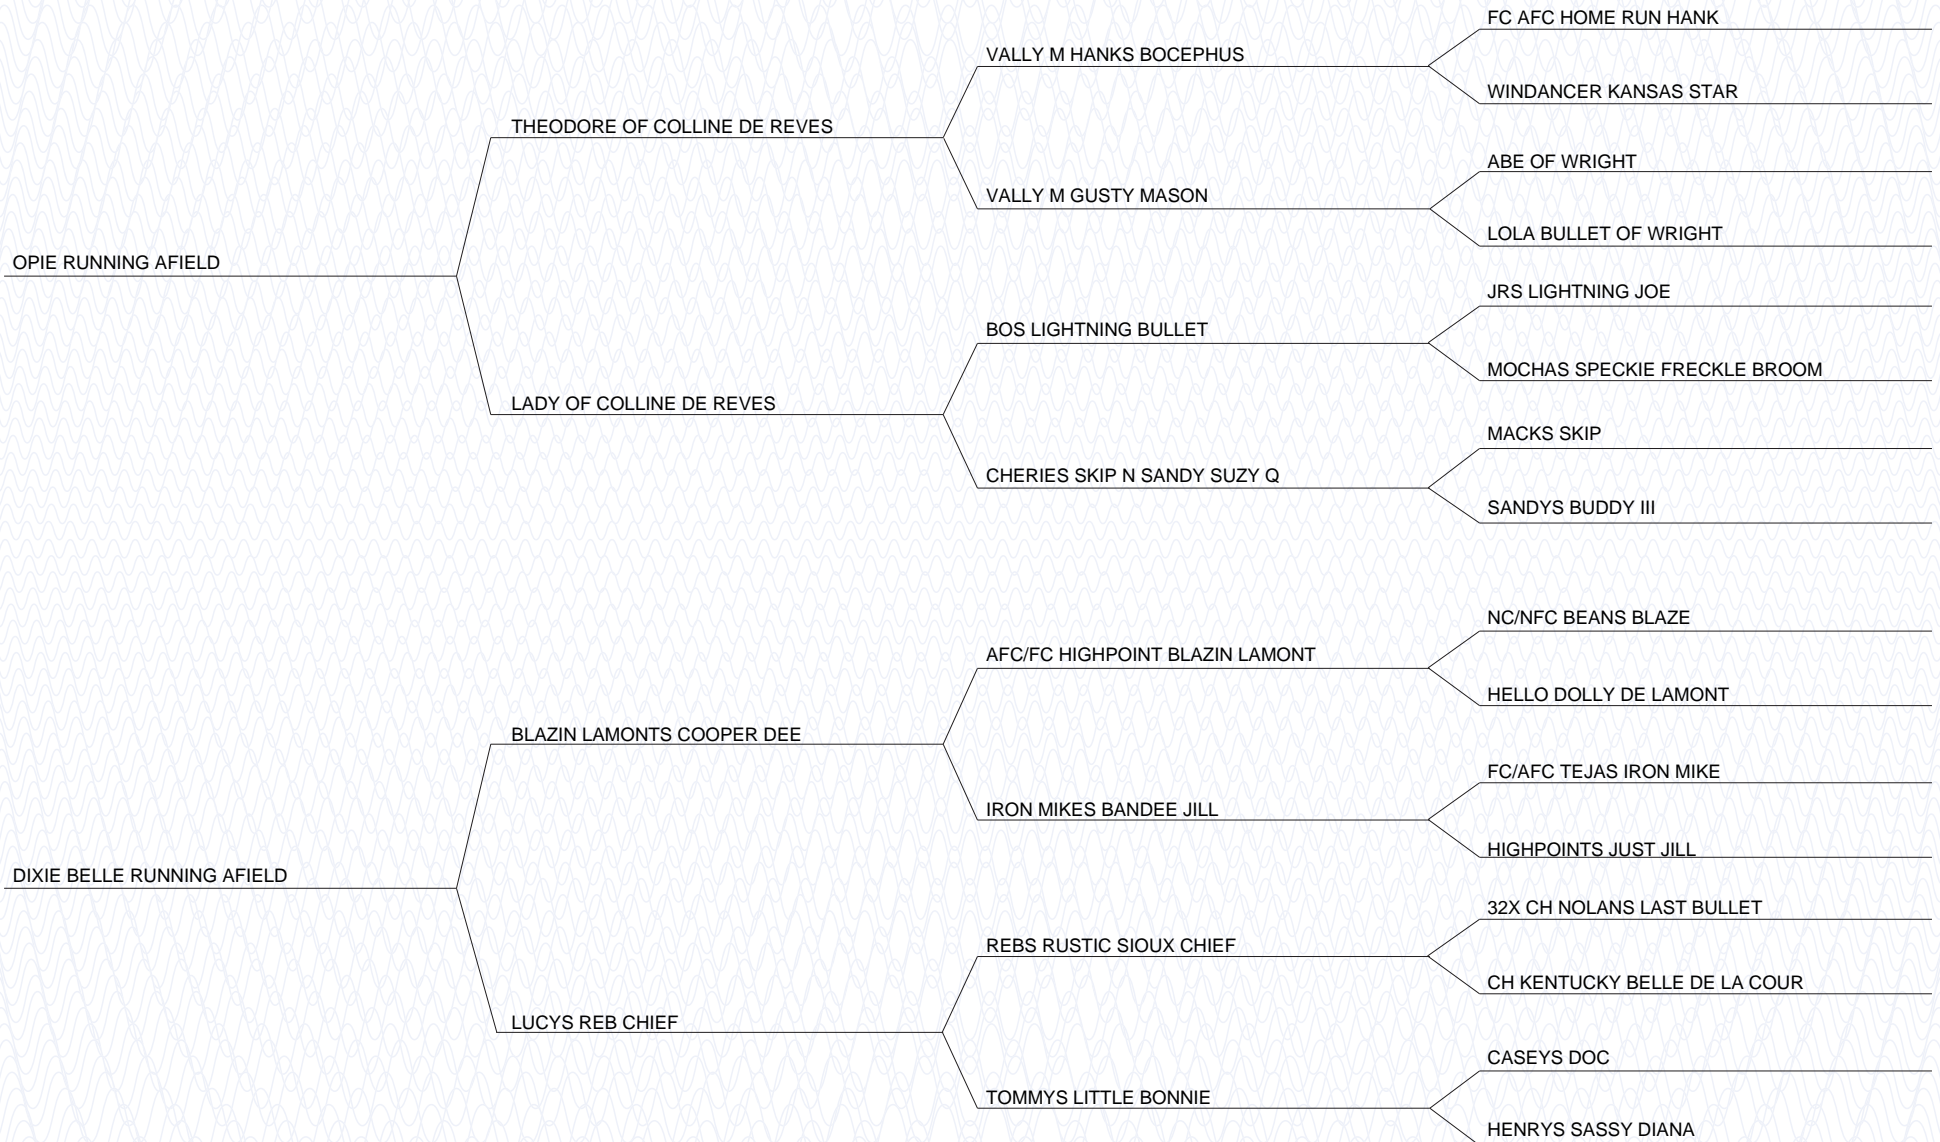 FC AFC HOME RUN HANK
VALLY M HANKS BOCEPHUS
WINDANCER KANSAS STAR
THEODORE OF COLLINE DE REVES
ABE OF WRIGHT
VALLY M GUSTY MASON
LOLA BULLET OF WRIGHT
OPIE RUNNING AFIELD
JRS LIGHTNING JOE
BOS LIGHTNING BULLET
MOCHAS SPECKIE FRECKLE BROOM
LADY OF COLLINE DE REVES
MACKS SKIP
CHERIES SKIP N SANDY SUZY Q
SANDYS BUDDY III
NC/NFC BEANS BLAZE
AFC/FC HIGHPOINT BLAZIN LAMONT
HELLO DOLLY DE LAMONT
BLAZIN LAMONTS COOPER DEE
FC/AFC TEJAS IRON MIKE
IRON MIKES BANDEE JILL
HIGHPOINTS JUST JILL
DIXIE BELLE RUNNING AFIELD
32X CH NOLANS LAST BULLET
REBS RUSTIC SIOUX CHIEF
CH KENTUCKY BELLE DE LA COUR
LUCYS REB CHIEF
CASEYS DOC
TOMMYS LITTLE BONNIE
HENRYS SASSY DIANA